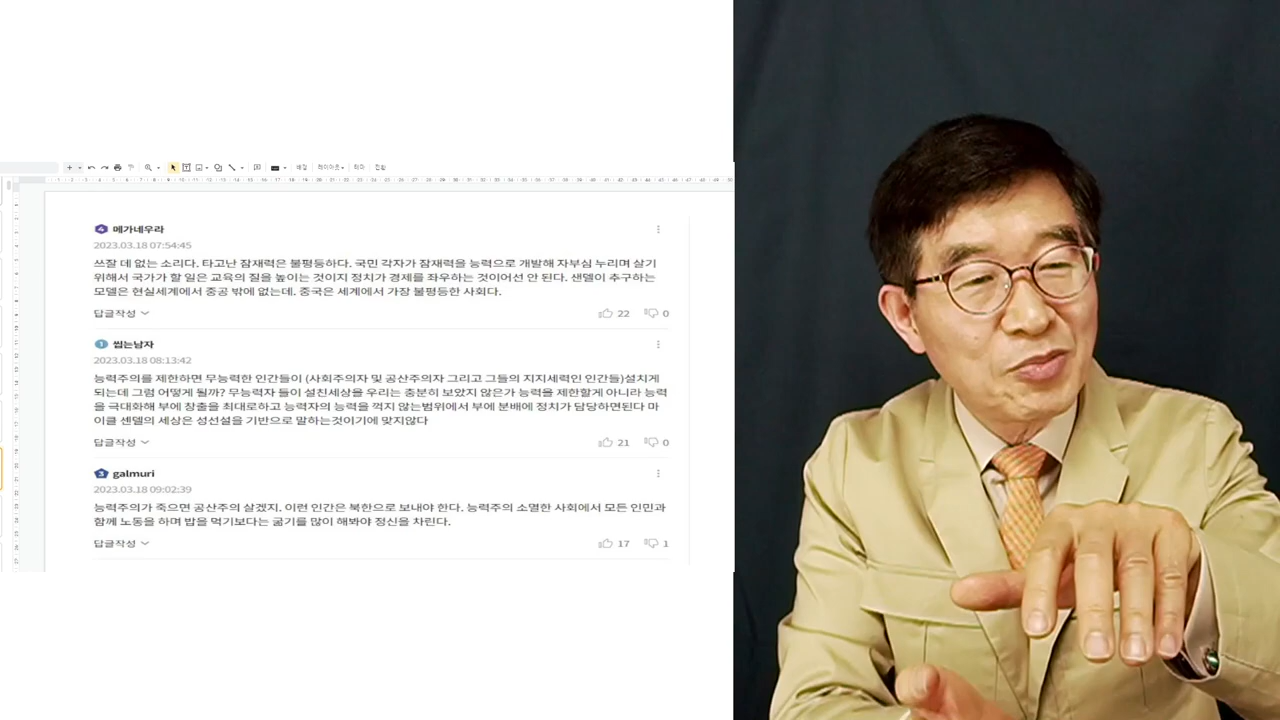 메가네우라
2023.03.18 07:54:45
쓰잘 데 없는 소리다. 타고난 잠재력은 불평등하다. 국민 각자가 잠재력을 능력으로 개발해 자부심 누리며 살기
위해서 국가가 할 일은 교육의 질을 높이는 것이지 정치가 경제를 좌우하는 것이어선 안 된다. 샌델이 추구하는
모델은 현실세계에서 중공 밖에 없는데. 중국은 세계에서 가장 불평등한 사회다.
답글작성 22 0
씹는남자
2023.03.18 08:13:42
능력주의를 제한하면 무능력한 인간들이 (사회주의자 및 공산주의자 그리고 그들의 지지세력인 인간들)설치게
되는데 그럼 어떻게 될까? 무능력자 들이 설친세상을 우리는 충분히 보았지 않은가 능력을 제한할게 아니라 능력
을 극대화해 부에 창출을 최대로하고 능력자의 능력을 꺽지 않는범위에서 부에 분배에 정치가 담당하면된다 마
이클 센델의 세상은 성선설을 기반으로 말하는것이기에 맞지않다
답글작성 21 0
galmuri
2023.03.18 09:02:39
능력주의가 죽으면 공산주의 살겠지. 이런 인간은 북한으로 보내야 한다. 능력주의 소멸한 사회에서 모든 인민과
함께 노동을 하며 밥을 먹기보다는 굶기를 많이 해봐야 정신을 차린다.
답글작성 17 1